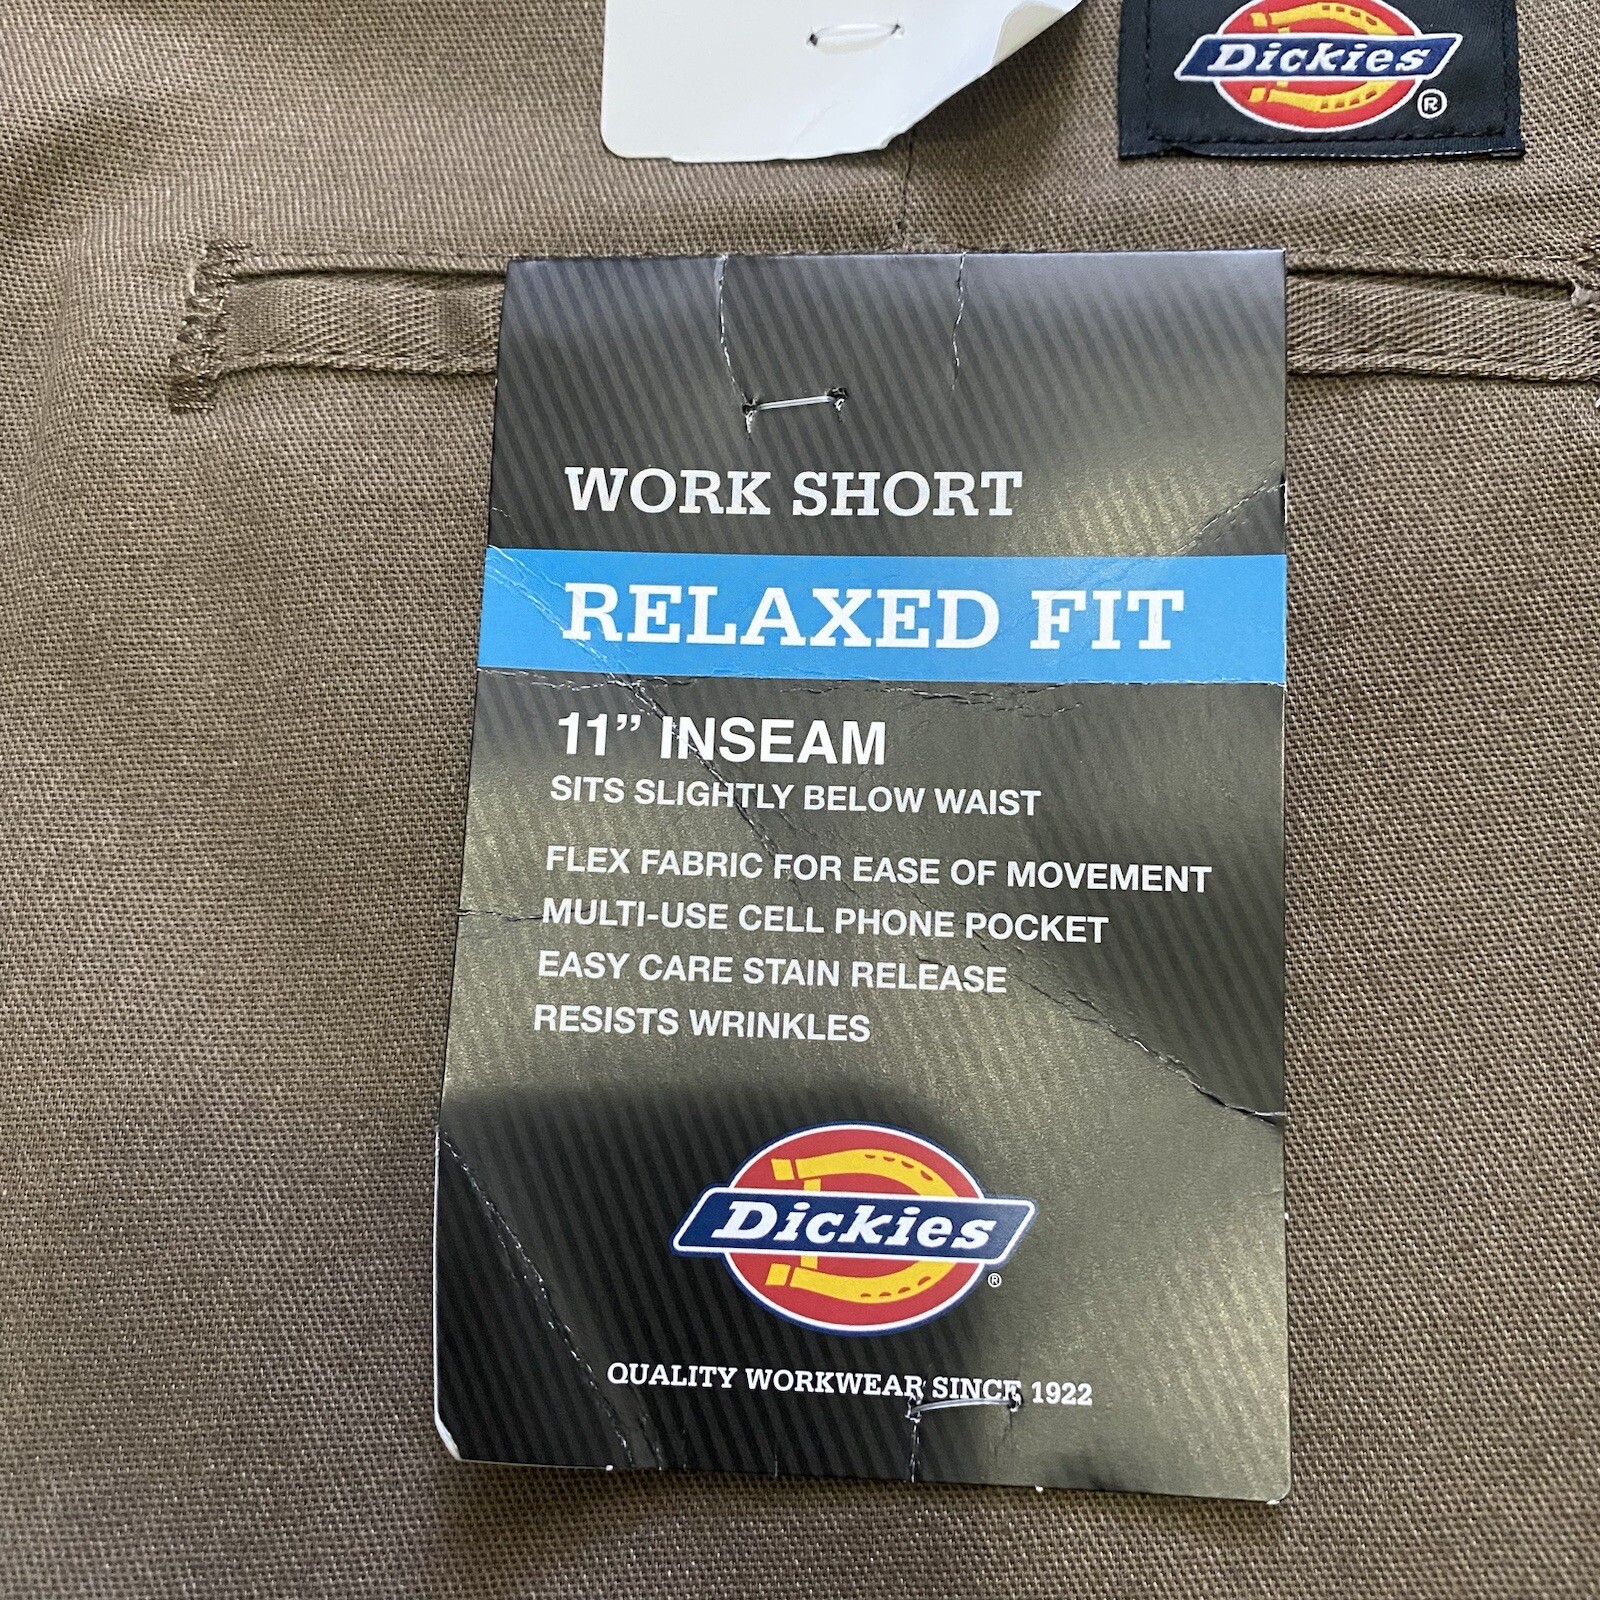 Dickies
®
WORK SHORT
RELAXED FIT
11” INSEAM
SITS SLIGHTLY BELOW WAIST
FLEX FABRIC FOR EASE OF MOVEMENT
MULTI-USE CELL PHONE POCKET
EASY CARE STAIN RELEASE
RESISTS WRINKLES
Dickies
®
QUALITY WORKWEAR SINCE 1922